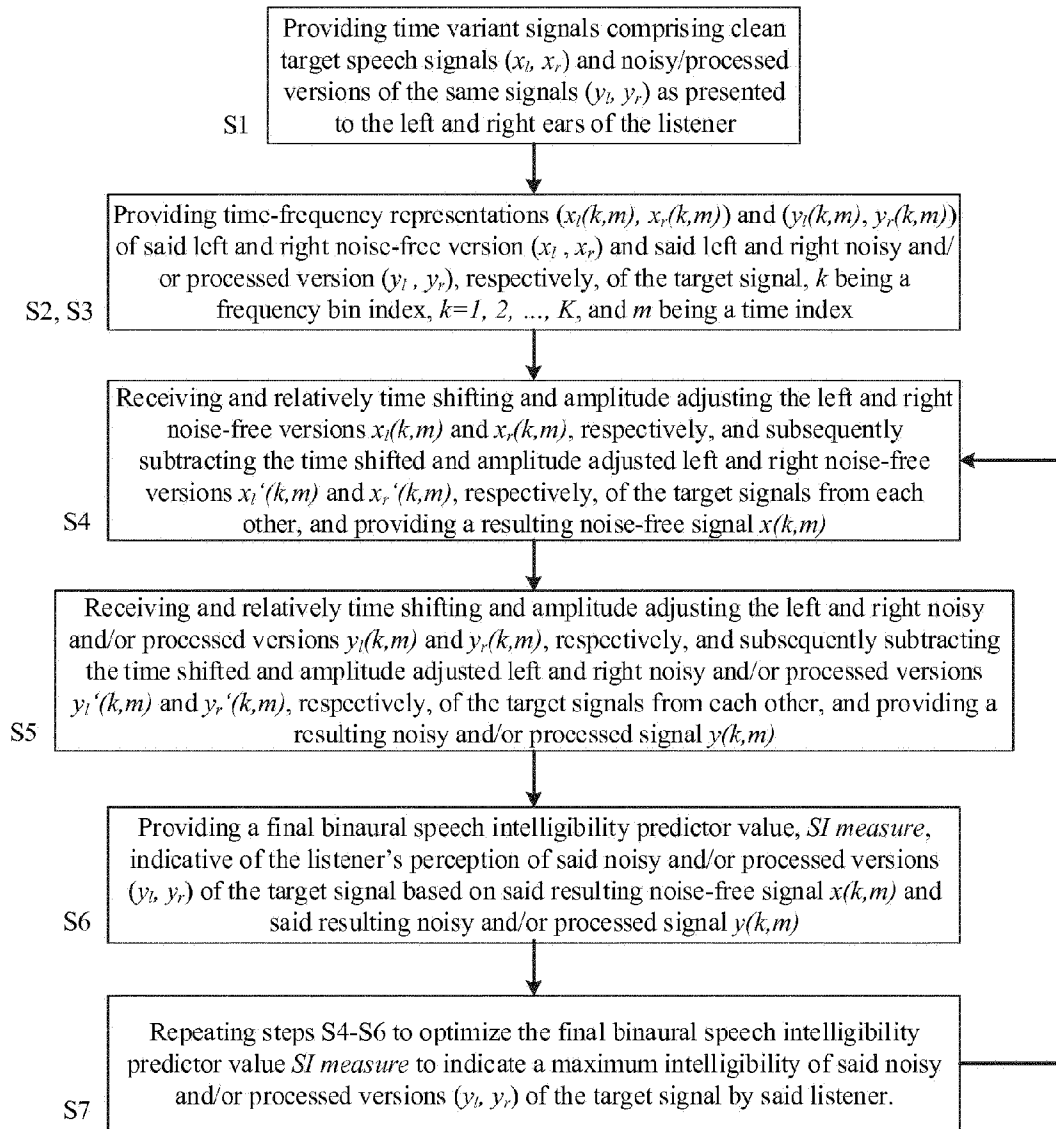 Providing time variant signals comprising clean
target speech signals (xl, xr) and noisy/processed
versions of the same signals (yl, yr) as presented
to the left and right ears of the listener
S1
Providing time-frequency representations (xl(k,m), xr(k,m)) and (yl(k,m), yr(k,m))
of said left and right noise-free version (xl , xr) and said left and right noisy and/
or processed version (yl , yr), respectively, of the target signal, k being a
frequency bin index, k=1, 2, ..., K, and m being a time index
S2, S3
Receiving and relatively time shifting and amplitude adjusting the left and right
noise-free versions xl(k,m) and xr(k,m), respectively, and subsequently
subtracting the time shifted and amplitude adjusted left and right noise-free
versions xl‘(k,m) and xr‘(k,m), respectively, of the target signals from each
other, and providing a resulting noise-free signal x(k,m)
S4
Receiving and relatively time shifting and amplitude adjusting the left and right noisy
and/or processed versions yl(k,m) and yr(k,m), respectively, and subsequently subtracting
the time shifted and amplitude adjusted left and right noisy and/or processed versions
yl‘(k,m) and yr‘(k,m), respectively, of the target signals from each other, and providing a
resulting noisy and/or processed signal y(k,m)
S5
Providing a final binaural speech intelligibility predictor value, SI measure,
indicative of the listener’s perception of said noisy and/or processed versions
(yl, yr) of the target signal based on said resulting noise-free signal x(k,m) and
said resulting noisy and/or processed signal y(k,m)
S6
Repeating steps S4-S6 to optimize the final binaural speech intelligibility
predictor value SI measure to indicate a maximum intelligibility of said noisy
and/or processed versions (yl, yr) of the target signal by said listener.
S7